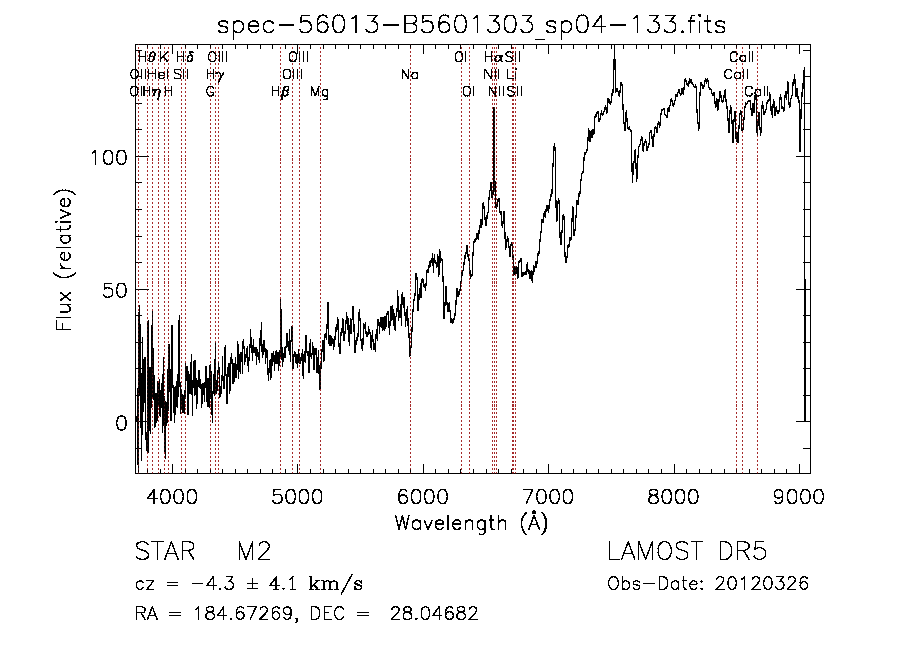 spec-56013-B5601303_sp04-133.fits
Hθ K Hδ OIII OIII OI Hα SII CaII
OII HeI SII Hγ OIII Na NII Li CaII
OII Hη H G Hβ Mg OI NII SII CaII
100
50
0
Flux (relative)
4000 5000 6000 7000 8000 9000
Wavelength (Å)
STAR M2 LAMOST DR5
cz = -4.3 ± 4.1 km/s Obs-Date: 20120326
RA = 184.67269, DEC = 28.04682